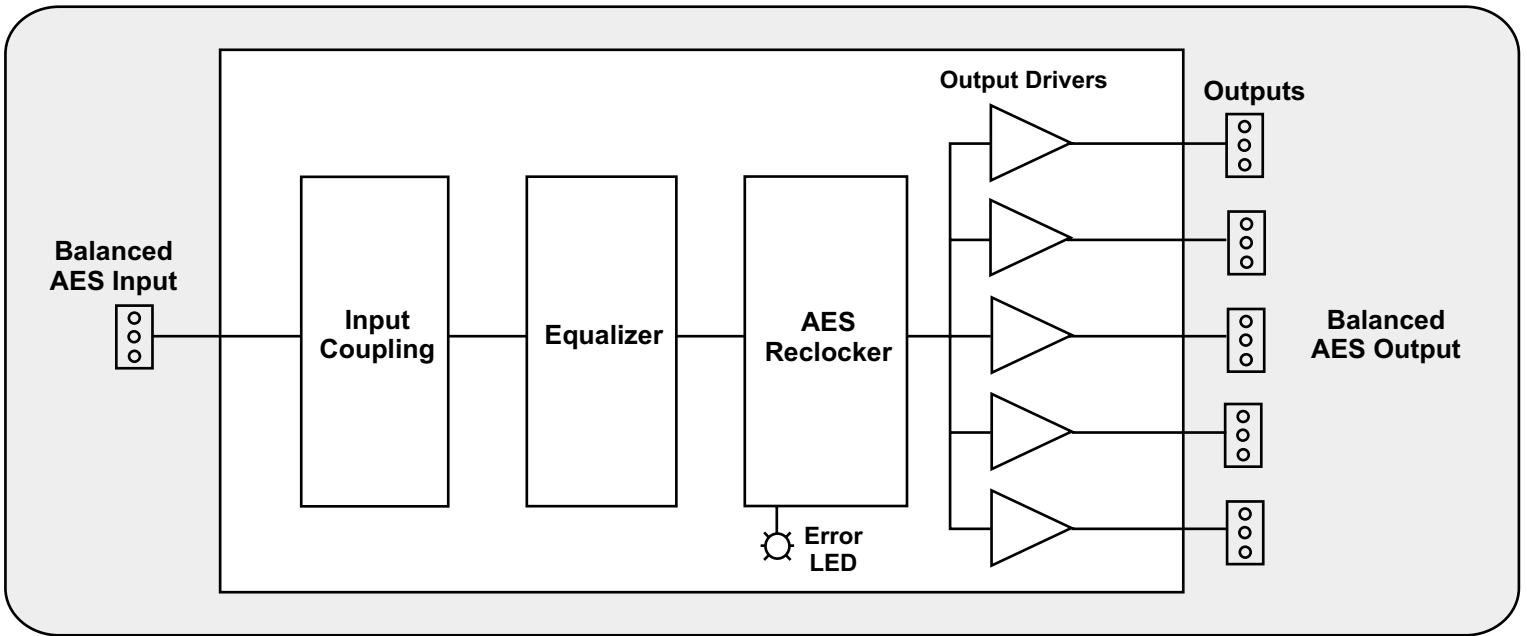 Output Drivers
Outputs
Balanced
AES Input
Input
Coupling
Equalizer
AES
Reclocker
Balanced
AES Output
Error
LED